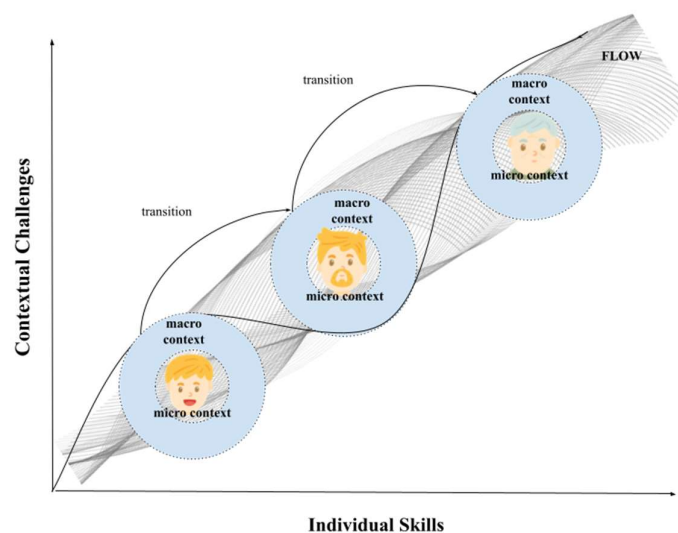 FLOW
transition
macro
context
micro context
transition
macro
context
micro context
macro
context
micro context
Contextual Challenges
Individual Skills